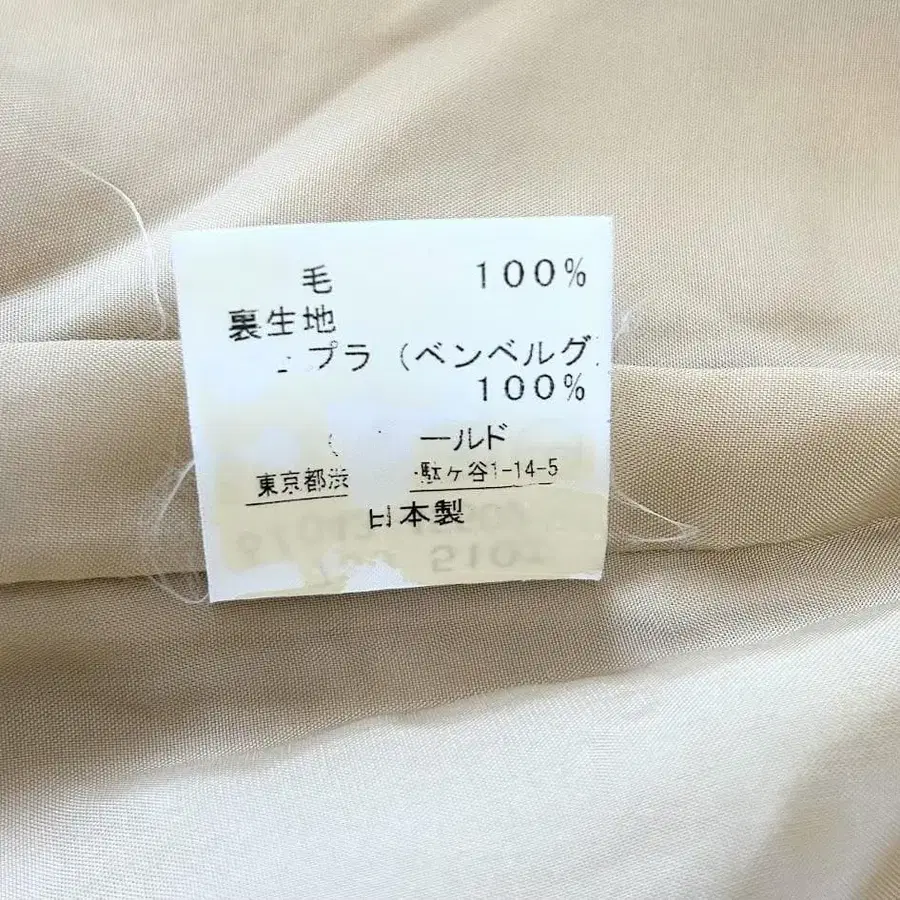 毛 100%
裏生地
プラ (ベンベルグ
100%
ールド
東京都渋 駄ヶ谷1-14-5
日本製